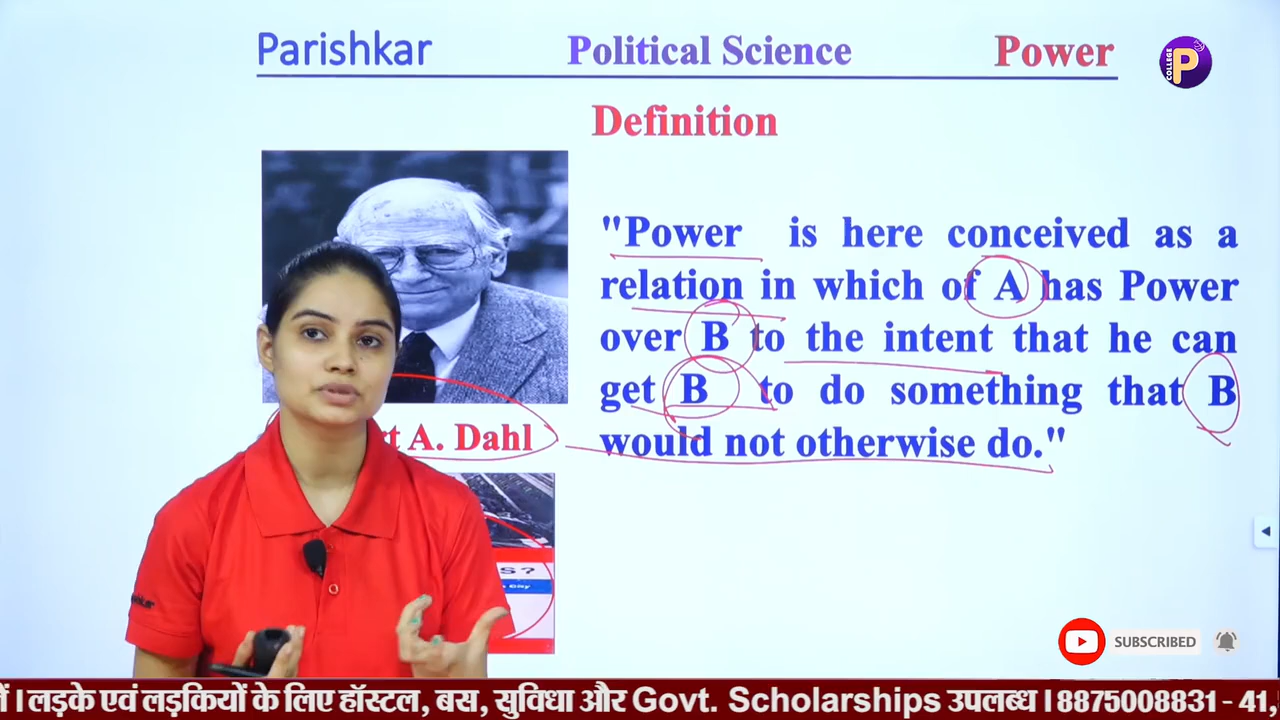 Parishkar Political Science Power
COLLEGE P
Definition
"Power is here conceived as a
relation in which of A has Power
over B to the intent that he can
get B to do something that B
would not otherwise do."
A. Dahl
S?
SUBSCRIBED
। लड़के एवं लड़कियों के लिए हॉस्टल, बस, सुविधा और Govt. Scholarships उपलब्ध । 8875008831 - 41,